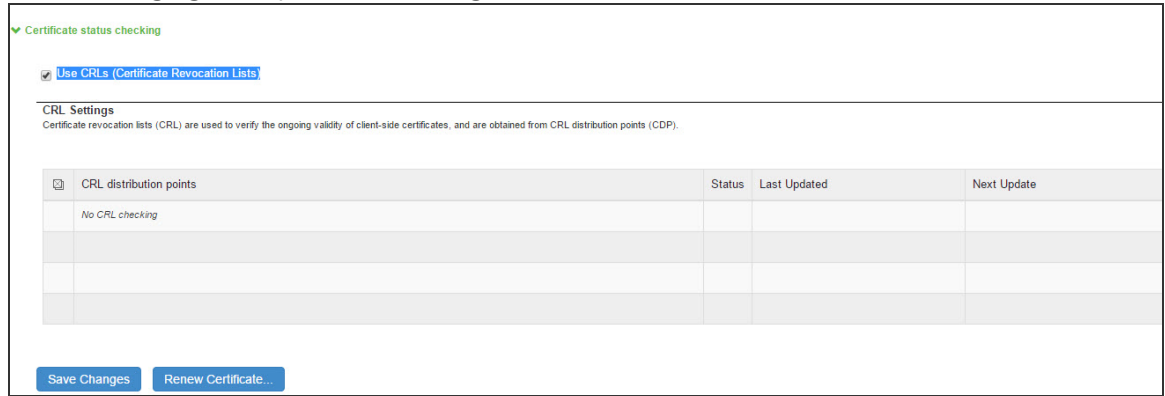 Certificate status checking
Use CRLs (Certificate Revocation Lists)
CRL Settings
Certificate revocation lists (CRL) are used to verify the ongoing validity of client-side certificates, and are obtained from CRL distribution points (CDP).
CRL distribution points Status Last Updated Next Update
No CRL checking
Save Changes Renew Certificate...